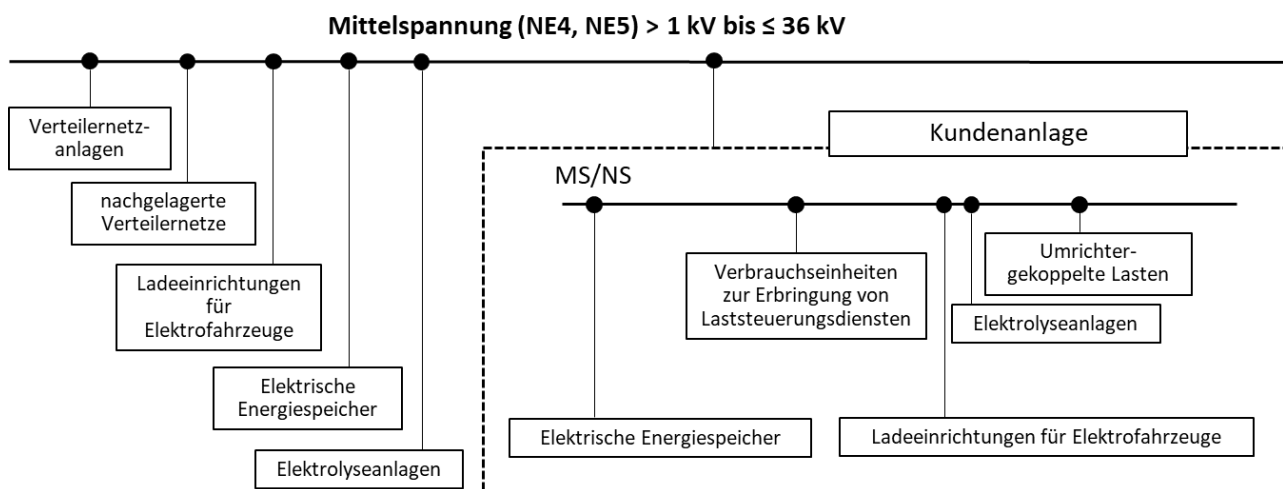 Mittelspannung (NE4, NE5) > 1 kV bis ≤ 36 kV
Verteilernetz-
anlagen
nachgelagerte
Verteilernetze
Ladeeinrichtungen
für
Elektrofahrzeuge
Elektrische
Energiespeicher
Elektrolyseanlagen
Kundenanlage
MS/NS
Elektrische Energiespeicher
Verbrauchseinheiten
zur Erbringung von
Laststeuerungsdiensten
Ladeeinrichtungen für Elektrofahrzeuge
Elektrolyseanlagen
Umrichter-
gekoppelte Lasten